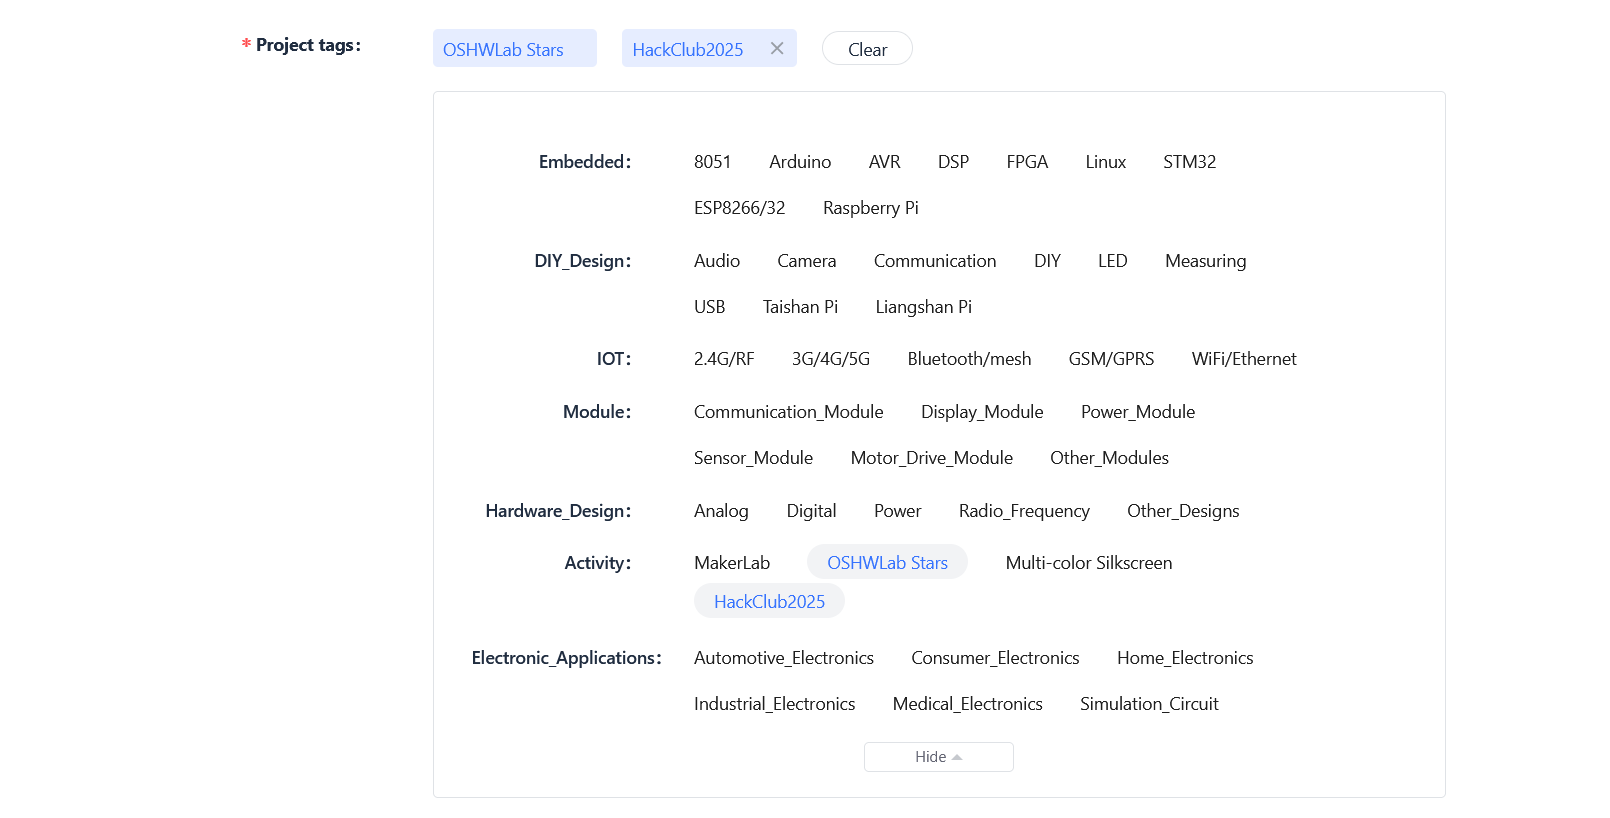 * Project tags: OSHWLab Stars HackClub2025 × Clear
Embedded: 8051 Arduino AVR DSP FPGA Linux STM32
ESP8266/32 Raspberry Pi
DIY_Design: Audio Camera Communication DIY LED Measuring
USB Taishan Pi Liangshan Pi
IOT: 2.4G/RF 3G/4G/5G Bluetooth/mesh GSM/GPRS WiFi/Ethernet
Module: Communication_Module Display_Module Power_Module
Sensor_Module Motor_Drive_Module Other_Modules
Hardware_Design: Analog Digital Power Radio_Frequency Other_Designs
Activity: MakerLab OSHWLab Stars Multi-color Silkscreen
HackClub2025
Electronic_Applications: Automotive_Electronics Consumer_Electronics Home_Electronics
Industrial_Electronics Medical_Electronics Simulation_Circuit
Hide